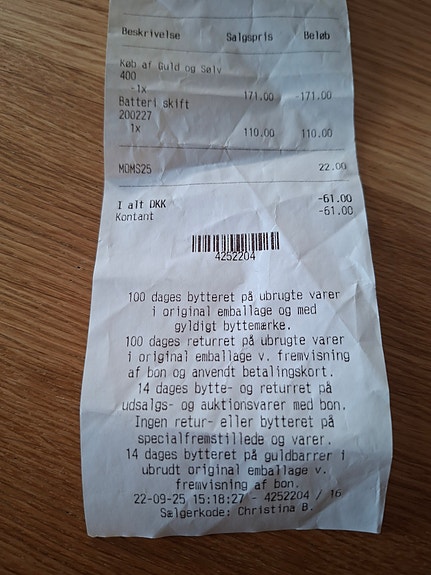 Beskrivelse Salgspris Beløb
Køb af Guld og Sølv
400
-1x 171.00 -171.00
Batteri skift
200227
1x 110.00 110.00
MOMS25 22.00
I alt DKK -61.00
Kontant -61.00
4252204
100 dages bytteret på ubrugte varer
i original emballage og med
gyldigt byttemærke.
100 dages returret på ubrugte varer
i original emballage v. fremvisning
af bon og anvendt betalingskort.
14 dages bytte- og returret på
udsalgs- og auktionsvarer med bon.
Ingen retur- eller bytteret på
specialfremstillede og varer.
14 dages bytteret på guldbarrer i
ubrudt original emballage v.
fremvisning af bon.
22-09-25 15:18:27 - 4252204 / 16
Sælgerkode: Christina B.